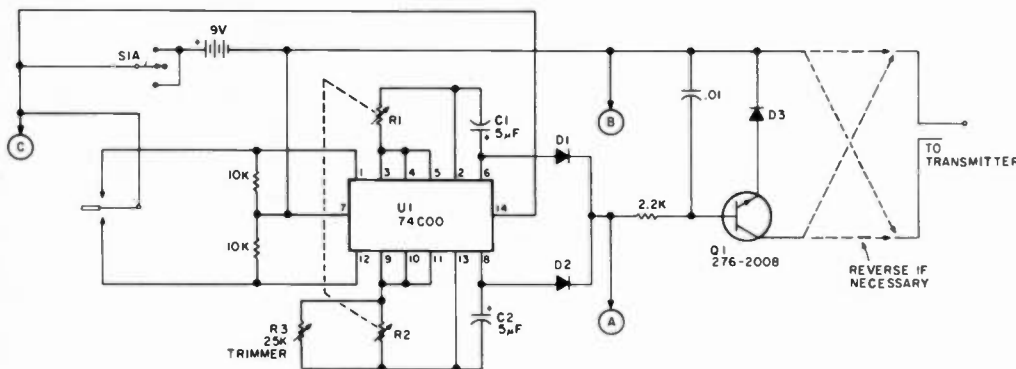 9V
+
S1A
C
10K
10K
R1
C1
5µF
+
1
3
4
5
2
6
7
U1
74C00
14
12
9
10
11
13
8
D1
D2
R3
25K
TRIMMER
R2
+
C2
5µF
B
.01
D3
2.2K
A
Q1
276-2008
TO
TRANSMITTER
REVERSE IF
NECESSARY